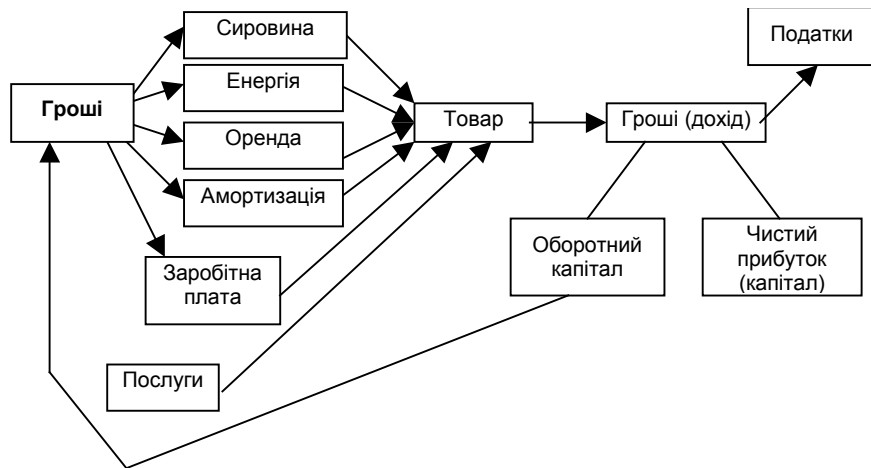 Сировина
Податки
Енергія
Гроші
Товар
Гроші (дохід)
Оренда
Амортизація
Оборотний
капітал
Чистий
прибуток
(капітал)
Заробітна
плата
Послуги